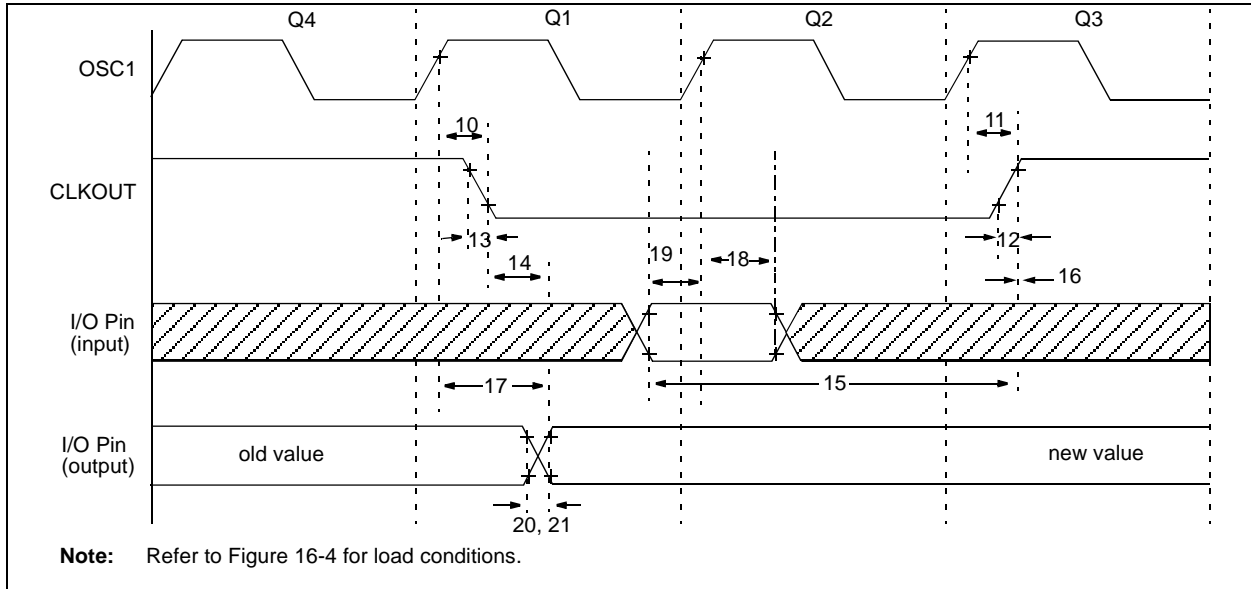 Q4 Q1 Q2 Q3
OSC1
10 11
CLKOUT
13 12
14 19 18 16
I/O Pin
(input)
17 15
I/O Pin
(output)
old value new value
20, 21
Note: Refer to Figure 16-4 for load conditions.